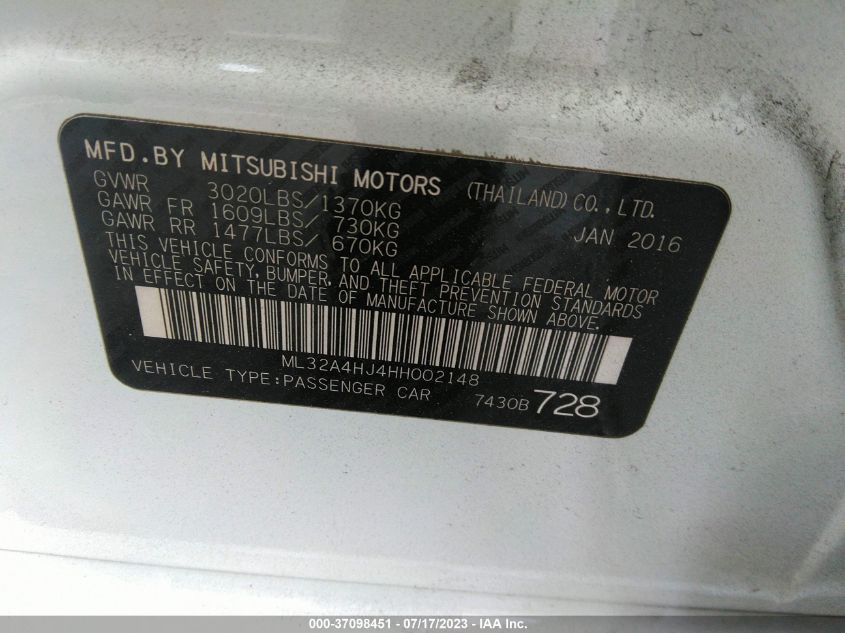 MFD.BY MITSUBISHI MOTORS (THAILAND) CO.,LTD.
GVWR 3020LBS/1370KG
GAWR FR 1609LBS/ 730KG JAN 2016
GAWR RR 1477LBS/ 670KG
THIS VEHICLE CONFORMS TO ALL APPLICABLE FEDERAL MOTOR
VEHICLE SAFETY, BUMPER, AND THEFT PREVENTION STANDARDS
IN EFFECT ON THE DATE OF MANUFACTURE SHOWN ABOVE.
ML32A4HJ4HH002148
VEHICLE TYPE:PASSENGER CAR 7430B 728
000-37098451 - 07/17/2023 - IAA Inc.